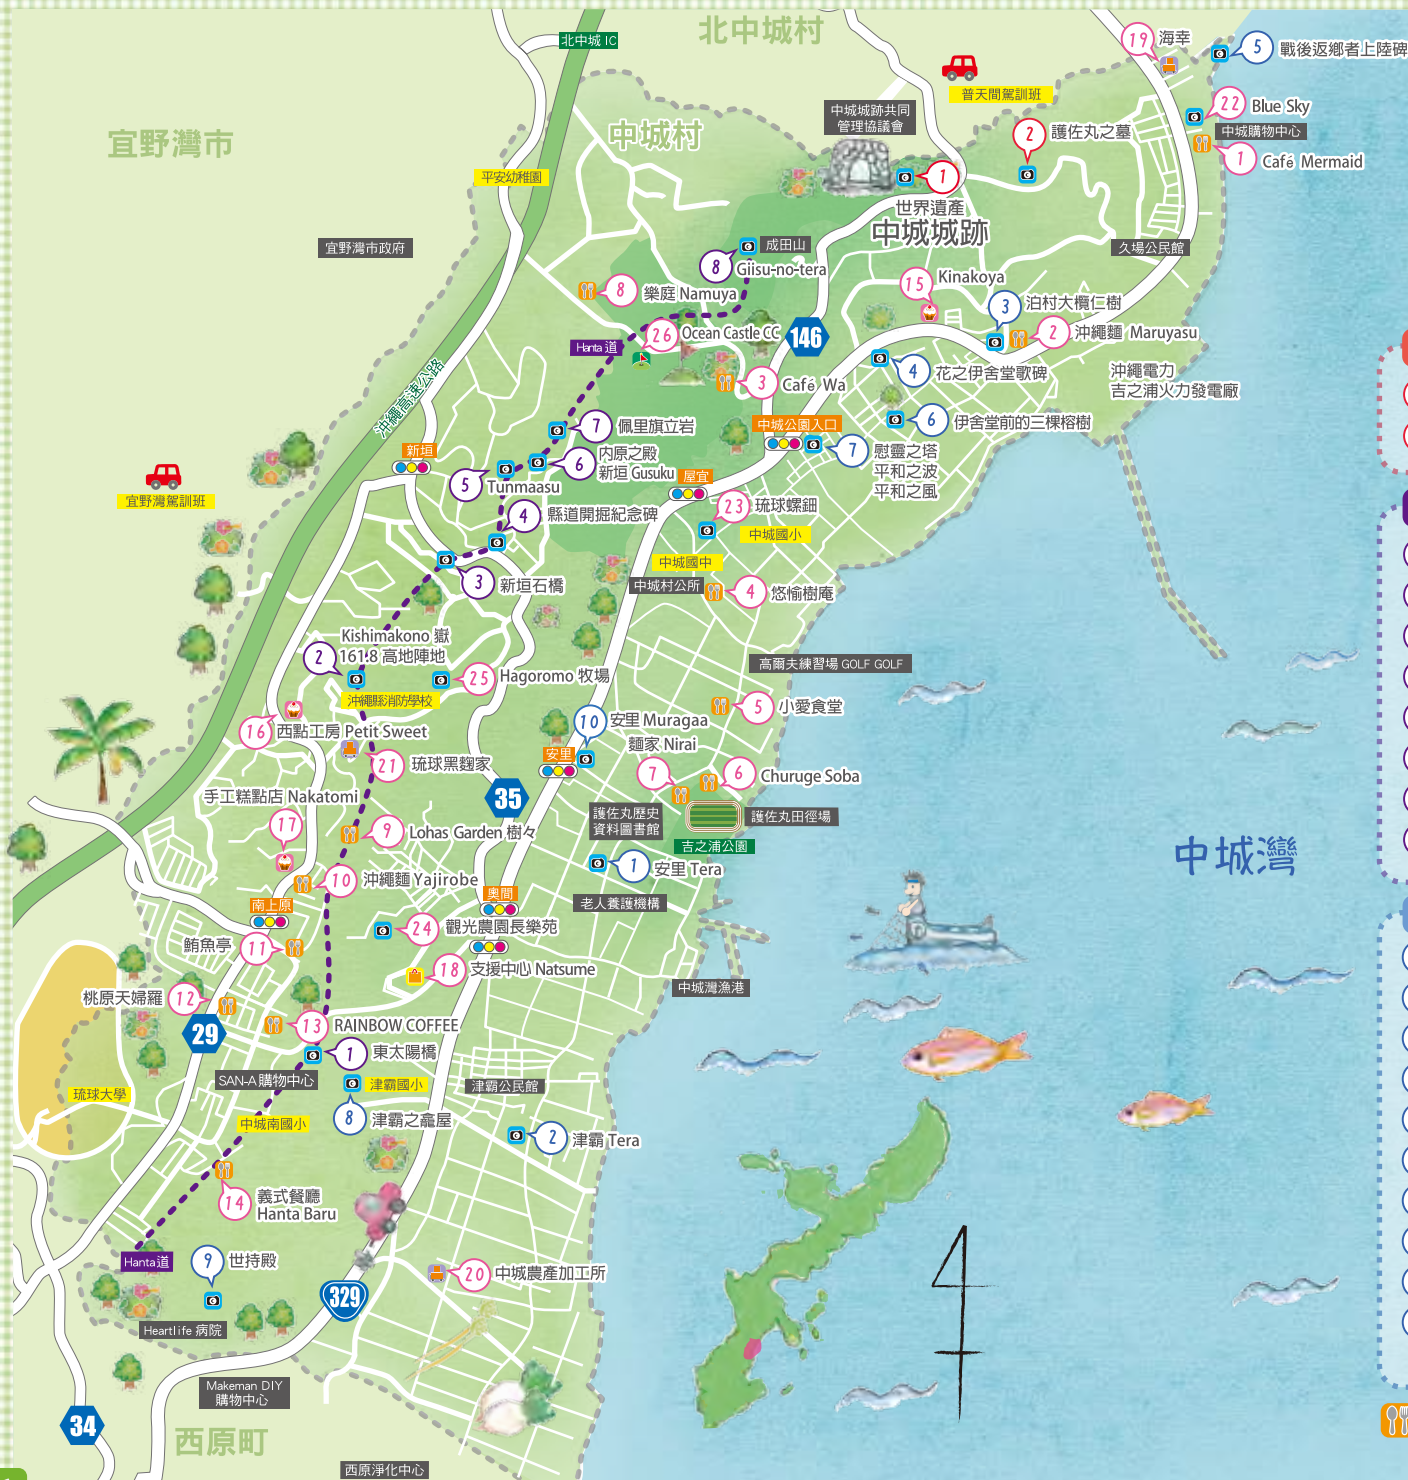 北中城村
北中城 IC
19
海幸
5
戰後返鄉者上陸碑
普天間駕訓班
22
Blue Sky
中城城跡共同
管理協議會
中城村
宜野灣市
2
護佐丸之墓
中城購物中心
1
Café Mermaid
平安幼稚園
1
世界遺產
中城城跡
宜野灣市政府
成田山
久場公民館
8
Giisu-no-tera
15
Kinakoya
8
樂庭 Namuya
3
泊村大欖仁樹
26
Ocean Castle CC
146
2
沖繩麵 Maruyasu
Hanta 道
4
花之伊舍堂歌碑
沖繩電力
吉之浦火力發電廠
3
Café Wa
沖繩高速公路
6
伊舍堂前的三棵榕樹
7
佩里旗立岩
中城公園入口
7
慰靈之塔
平和之波
平和之風
新垣
6
内原之殿
新垣 Gusuku
屋宜
5
Tunmaasu
宜野灣駕訓班
4
縣道開掘紀念碑
23
琉球螺鈿
中城國小
中城國中
3
新垣石橋
中城村公所
4
悠愉樹庵
Kishimakono 嶽
161.8 高地陣地
2
25
Hagoromo 牧場
高爾夫練習場 GOLF GOLF
沖繩縣消防學校
5
小愛食堂
16
西點工房 Petit Sweet
10
安里 Muragaa
麵家 Nirai
21
琉球黑麴家
安里
7
6
Churuge Soba
手工糕點店 Nakatomi
35
17
護佐丸歷史
資料圖書館
護佐丸田徑場
9
Lohas Garden 樹々
吉之浦公園
中城灣
1
安里 Tera
10
沖繩麵 Yajirobe
奧間
老人養護機構
南上原
24
觀光農園長樂苑
鮪魚亭
11
18
支援中心 Natsume
桃原天婦羅
12
中城灣漁港
29
13
RAINBOW COFFEE
1
東太陽橋
SAN-A 購物中心
津霸國小
津霸公民館
琉球大學
中城南國小
8
津霸之龕屋
2
津霸 Tera
14
義式餐廳
Hanta Baru
Hanta 道
9
世持殿
20
中城農產加工所
329
Heartlife 病院
Makeman DIY
購物中心
34
西原町
西原淨化中心